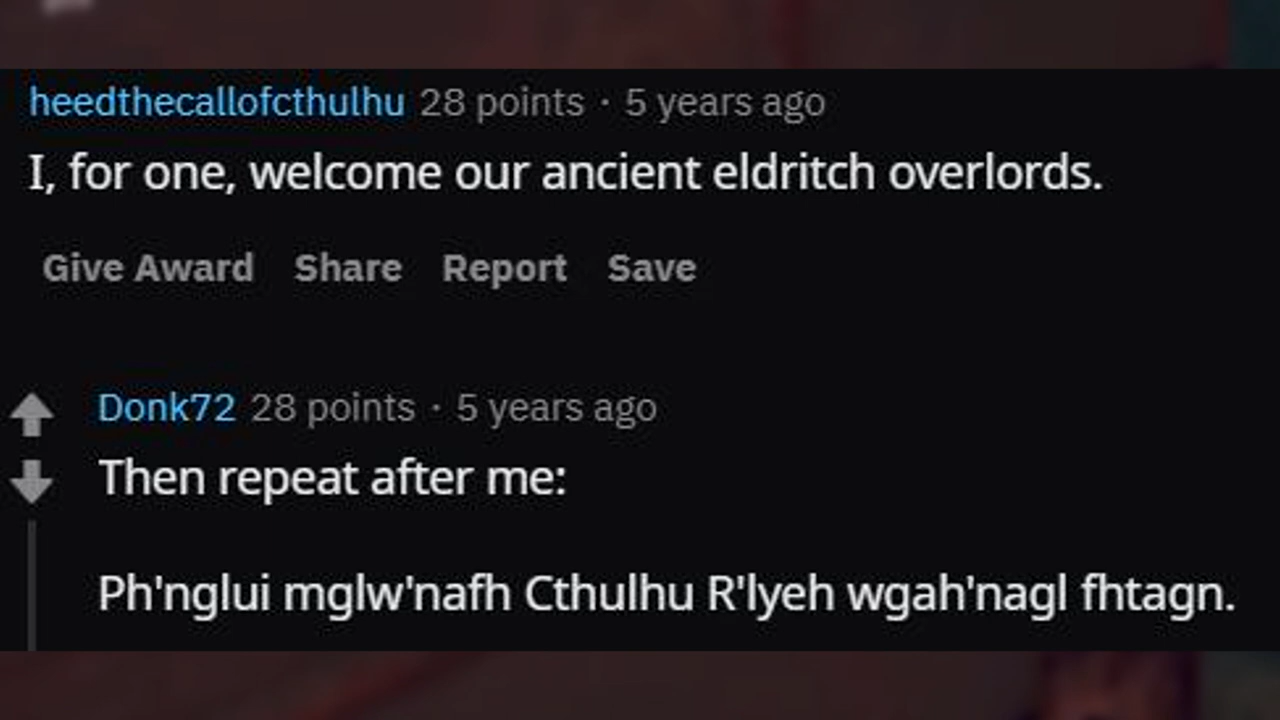 heedthecallofcthulhu 28 points · 5 years ago
I, for one, welcome our ancient eldritch overlords.
Give Award Share Report Save
Donk72 28 points · 5 years ago
Then repeat after me:
Ph'nglui mglw'nafh Cthulhu R'lyeh wgah'nagl fhtagn.